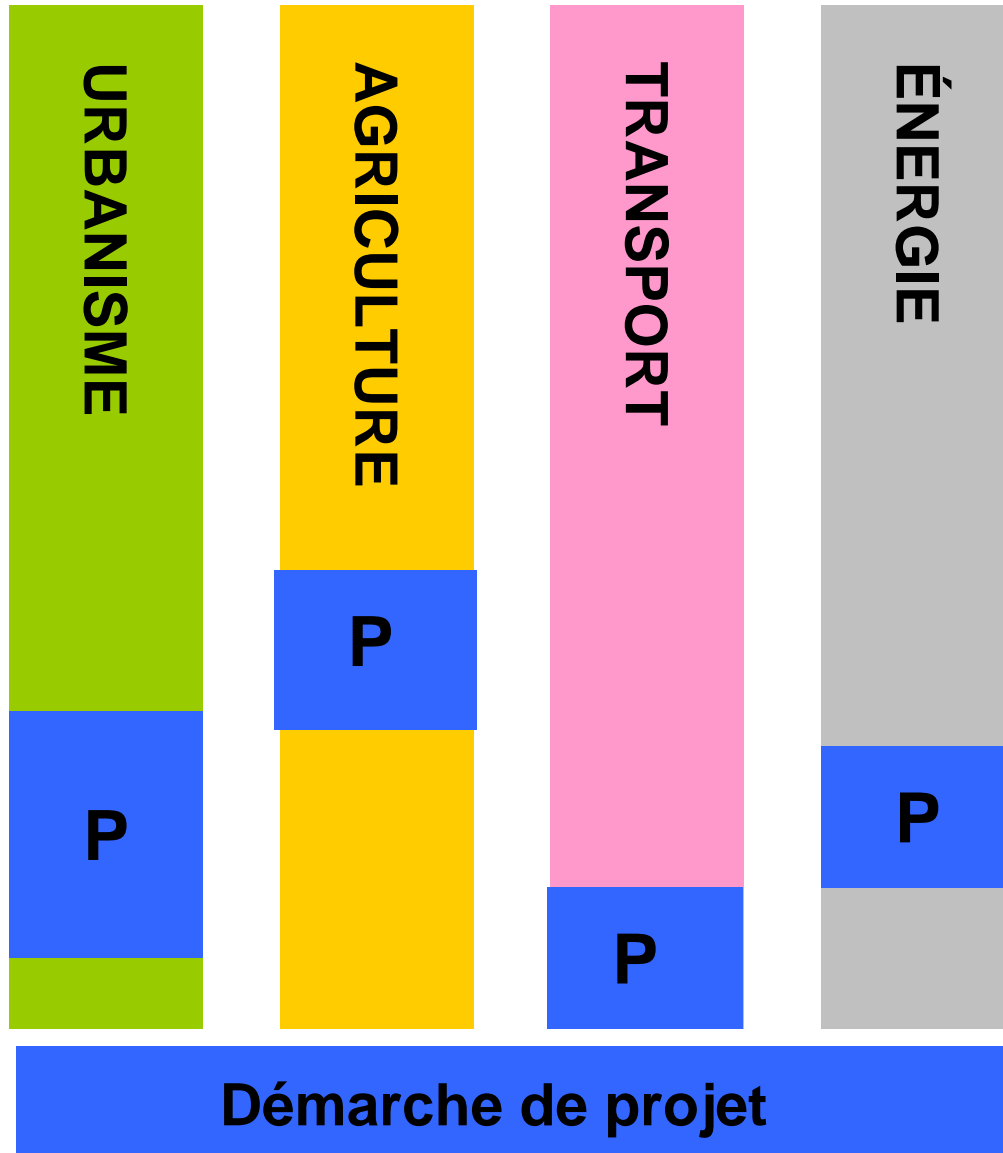 URBANISME
AGRICULTURE
TRANSPORT
ÉNERGIE
P
P
P
P
Démarche de projet